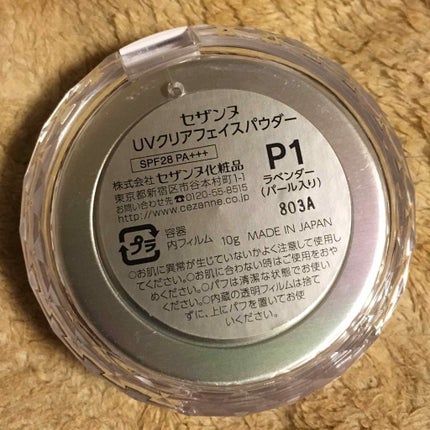 セザンヌ
UVクリアフェイスパウダー
SPF28 PA+++
P1
ラベンダー
(パール入り)
803A
株式会社 セザンヌ化粧品
東京都新宿区市谷本村町1-1
お問い合わせ先 ☎0120-55-8515
http://www.cezanne.co.jp
プラ
容器
内フィルム 10g MADE IN JAPAN
○お肌に異常が生じていないかよく注意して使用し
てください。○お肌に合わない時はご使用をおや
めください。○パフは清潔な状態でお使い
ください。○内蔵の透明フィルムは捨て
ずに、上にパフを置いてお使
いください。